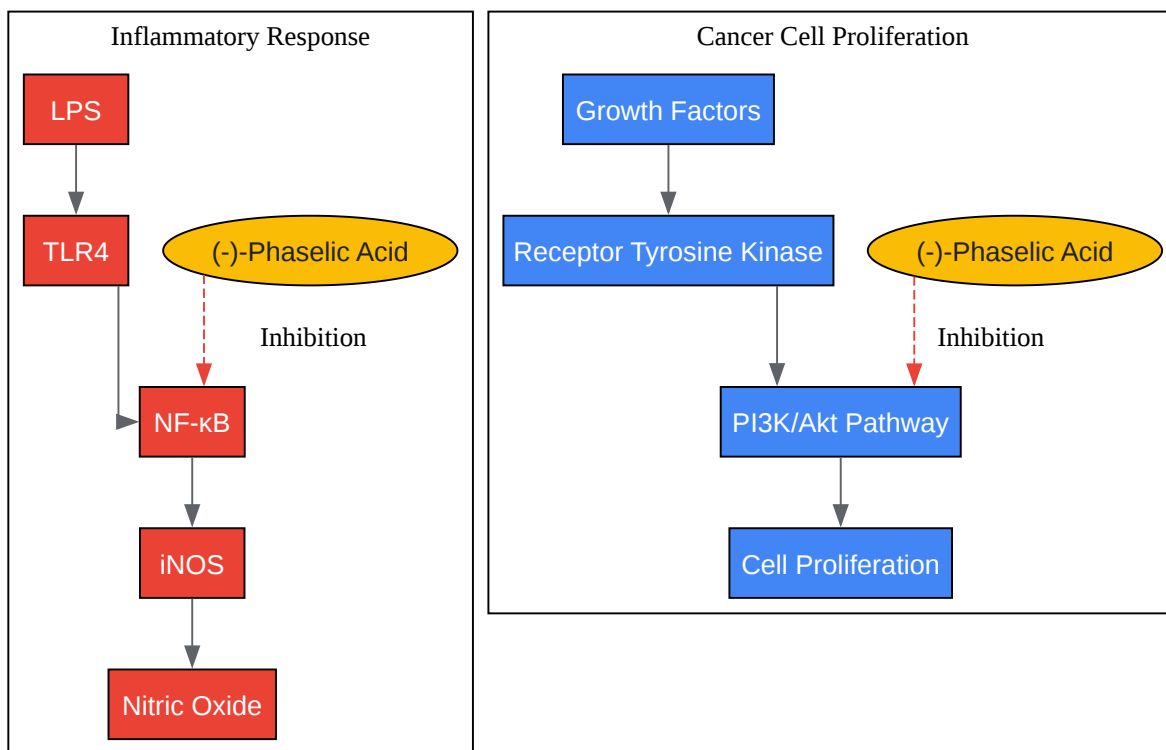 Inflammatory Response
LPS
TLR4
(-)-Phaselic Acid
Inhibition
NF-κB
iNOS
Nitric Oxide
Cancer Cell Proliferation
Growth Factors
Receptor Tyrosine Kinase
(-)-Phaselic Acid
Inhibition
PI3K/Akt Pathway
Cell Proliferation